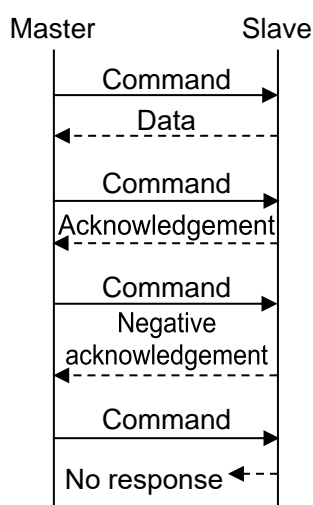 Master Slave
Command
Data
Command
Acknowledgement
Command
Negative
acknowledgement
Command
No response